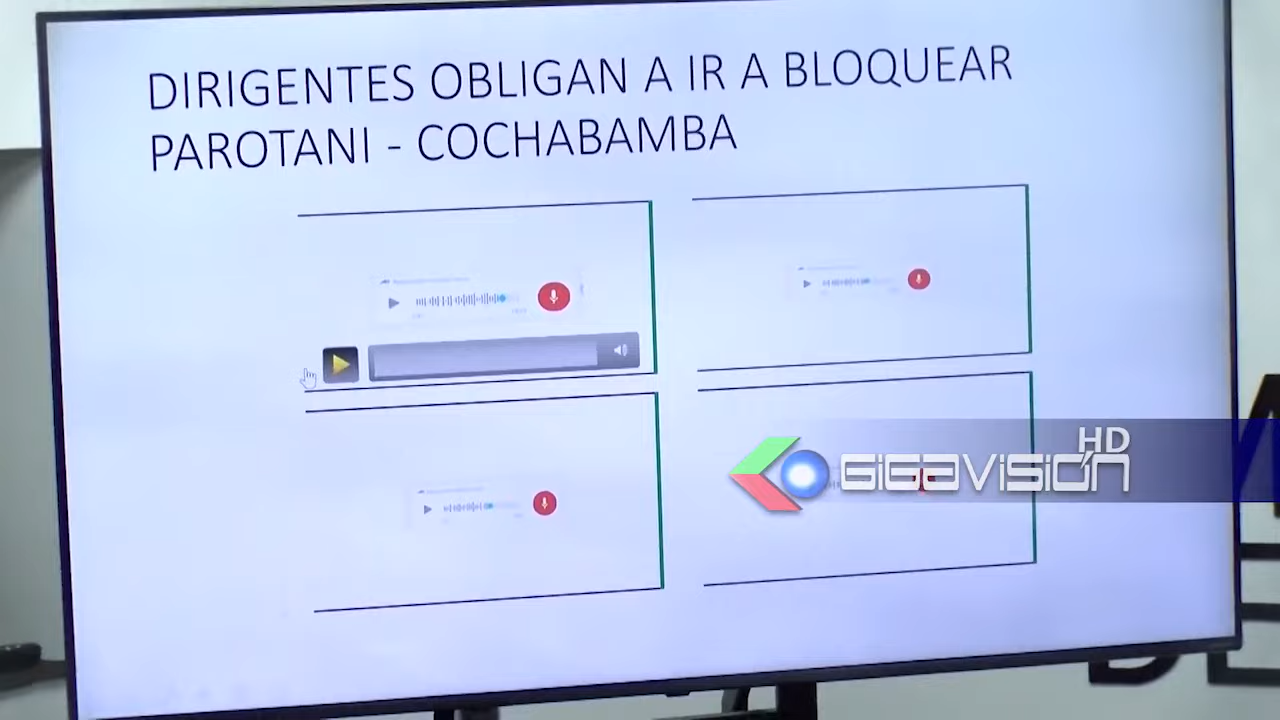 DIRIGENTES OBLIGAN A IR A BLOQUEAR
PAROTANI - COCHABAMBA
GIGAVISIÓN HD